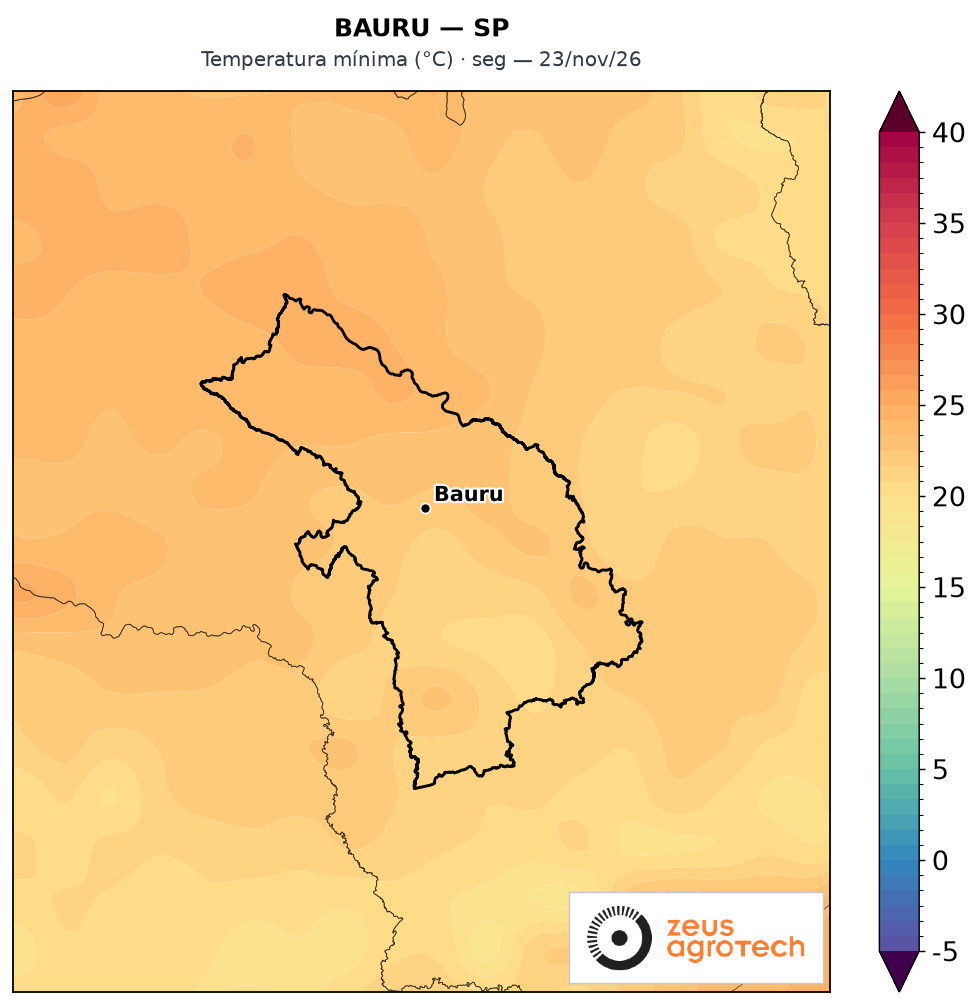 BAURU — SP
Temperatura mínima (°C) · seg — 23/nov/26
Bauru
40
35
30
25
20
15
10
5
0
-5
zeus
agrotech